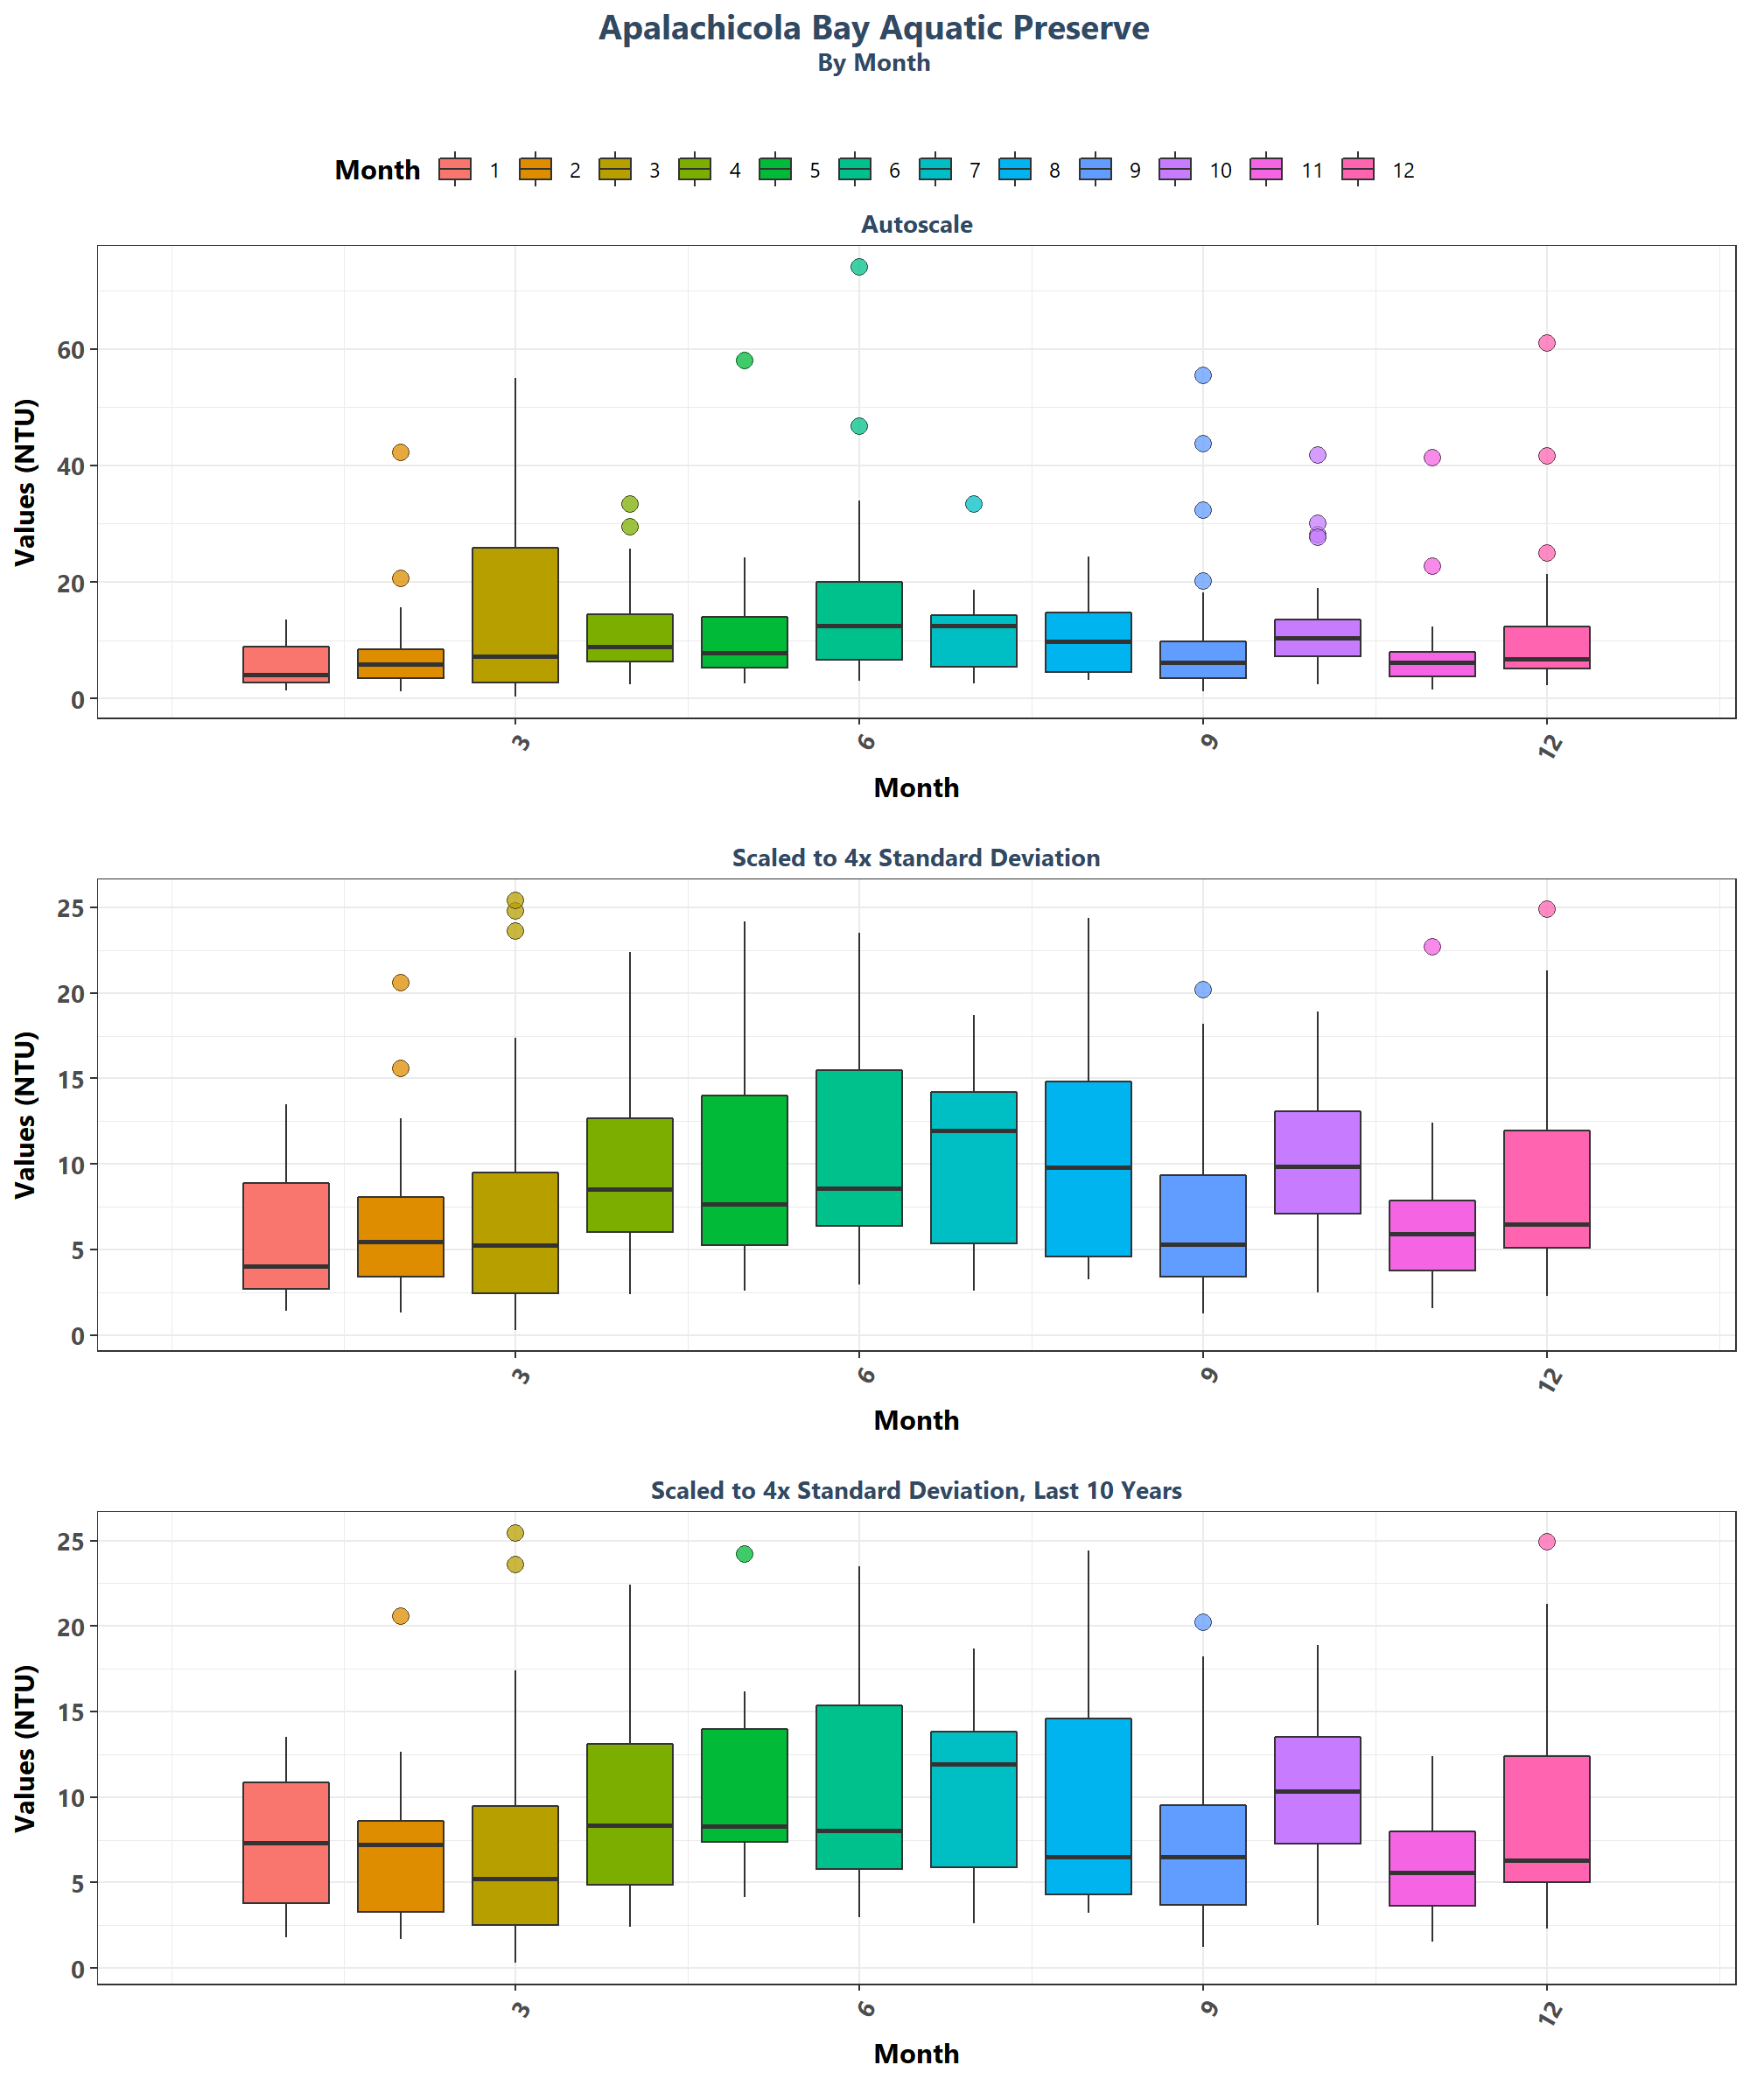 Apalachicola Bay Aquatic Preserve
By Month
Month 1 2 3 4 5 6 7 8 9 10 11 12
Autoscale
Values (NTU)
60
40
20
0
3 6 9 12
Month
Scaled to 4x Standard Deviation
Values (NTU)
25
20
15
10
5
0
3 6 9 12
Month
Scaled to 4x Standard Deviation, Last 10 Years
Values (NTU)
25
20
15
10
5
0
3 6 9 12
Month